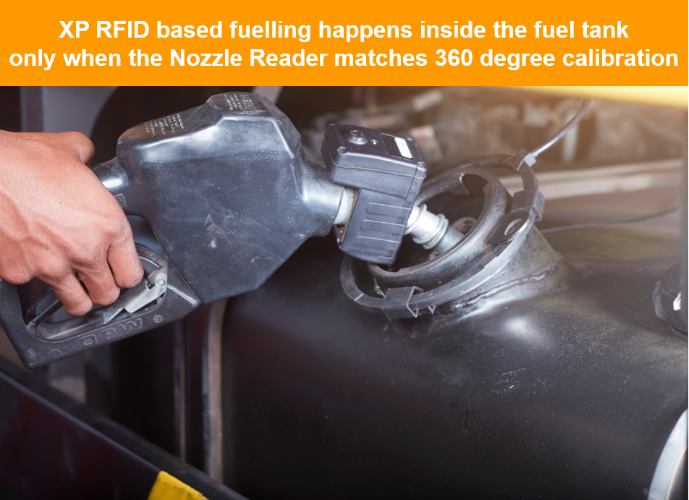 XP RFID based fuelling happens inside the fuel tank
only when the Nozzle Reader matches 360 degree calibration